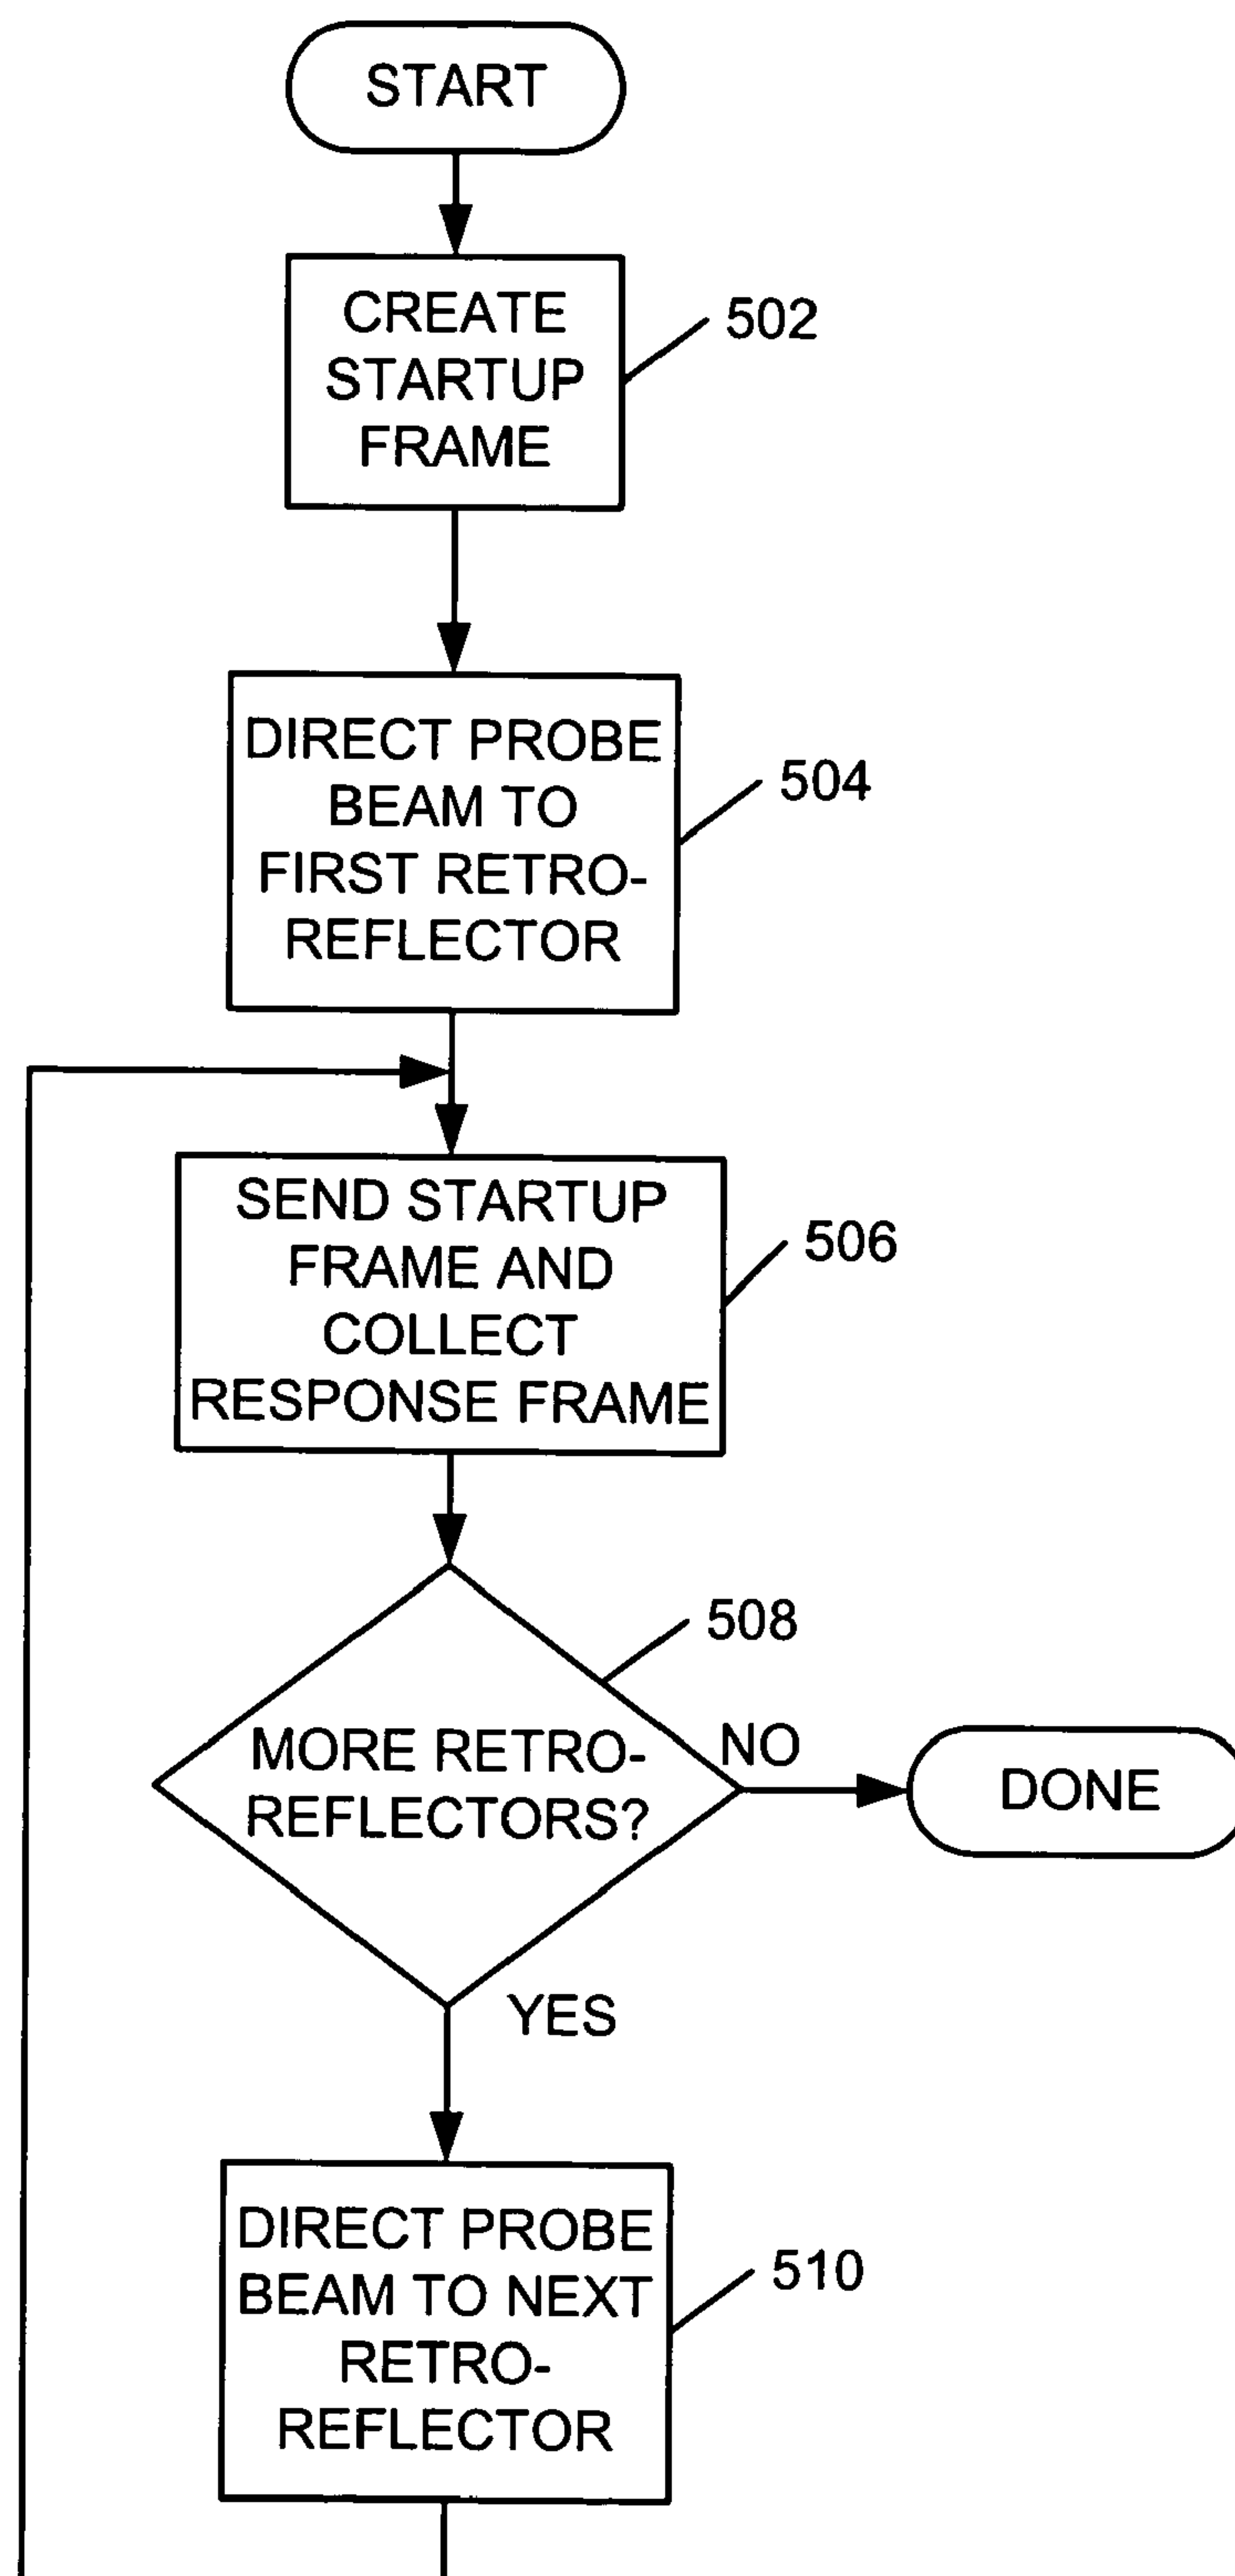 START
CREATE
STARTUP
FRAME
502
DIRECT PROBE
BEAM TO
FIRST RETRO-
REFLECTOR
504
SEND STARTUP
FRAME AND
COLLECT
RESPONSE FRAME
506
MORE RETRO-
REFLECTORS?
508
NO
DONE
YES
DIRECT PROBE
BEAM TO NEXT
RETRO-
REFLECTOR
510